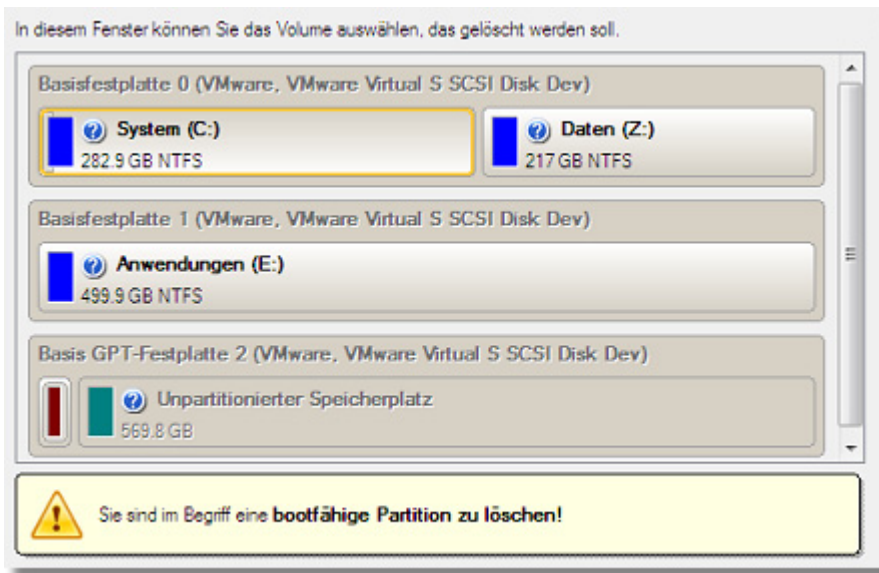 In diesem Fenster können Sie das Volume auswählen, das gelöscht werden soll.
Basisfestplatte 0 (VMware, VMware Virtual S SCSI Disk Dev)
System (C:)
282.9 GB NTFS
Daten (Z:)
217 GB NTFS
Basisfestplatte 1 (VMware, VMware Virtual S SCSI Disk Dev)
Anwendungen (E:)
499.9 GB NTFS
Basis GPT-Festplatte 2 (VMware, VMware Virtual S SCSI Disk Dev)
Unpartitionierter Speicherplatz
569.8 GB
Sie sind im Begriff eine bootfähige Partition zu löschen!